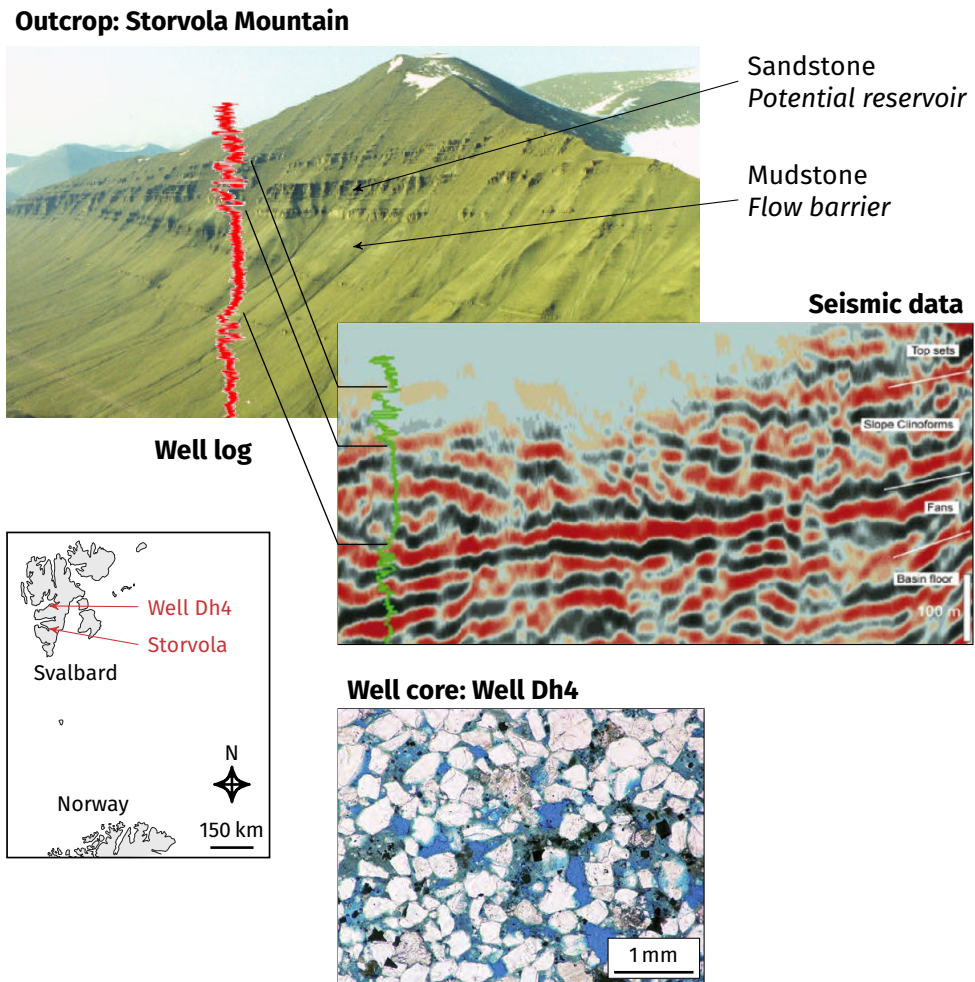 Outcrop: Storvola Mountain
Sandstone
Potential reservoir
Mudstone
Flow barrier
Seismic data
Top sets
Slope Clinoforms
Fans
Basin floor
100 m
Well log
Well Dh4
Storvola
Svalbard
N
Norway
150 km
Well core: Well Dh4
1 mm